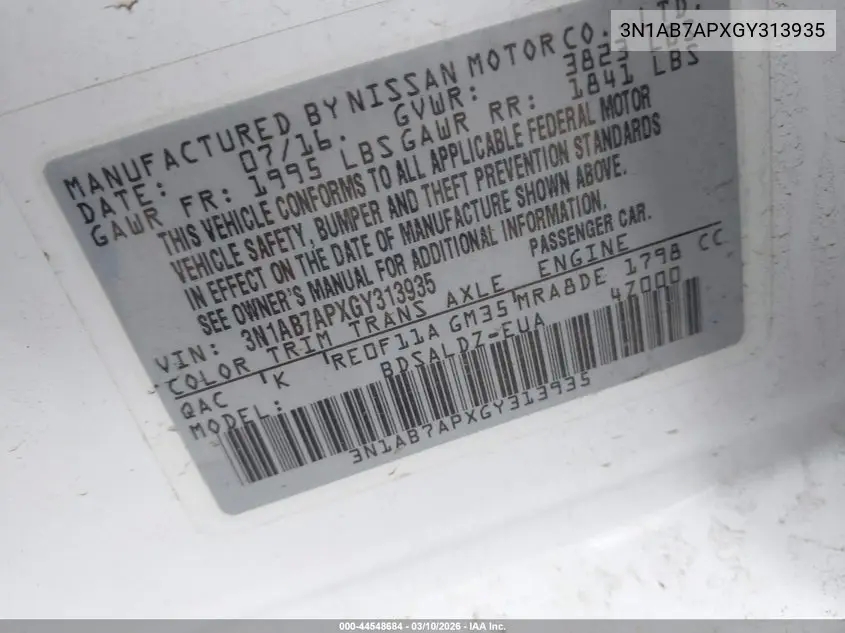 3N1AB7APXGY313935
MANUFACTURED BY NISSAN MOTOR CO., LTD.
DATE: 07/16. GVWR: 3823 LBS
GAWR FR: 1995 LBS GAWR RR: 1841 LBS
THIS VEHICLE CONFORMS TO ALL APPLICABLE FEDERAL MOTOR
VEHICLE SAFETY, BUMPER AND THEFT PREVENTION STANDARDS
IN EFFECT ON THE DATE OF MANUFACTURE SHOWN ABOVE.
SEE OWNER'S MANUAL FOR ADDITIONAL INFORMATION.
VIN: 3N1AB7APXGY313935 PASSENGER CAR.
COLOR TRIM TRANS AXLE ENGINE
QAC K RE0F11A GM35 MRA8DE 1798 CC
MODEL: BDSALDZ-EUA 47000
3N1AB7APXGY313935
000-44548684 - 03/10/2026 - IAA Inc.